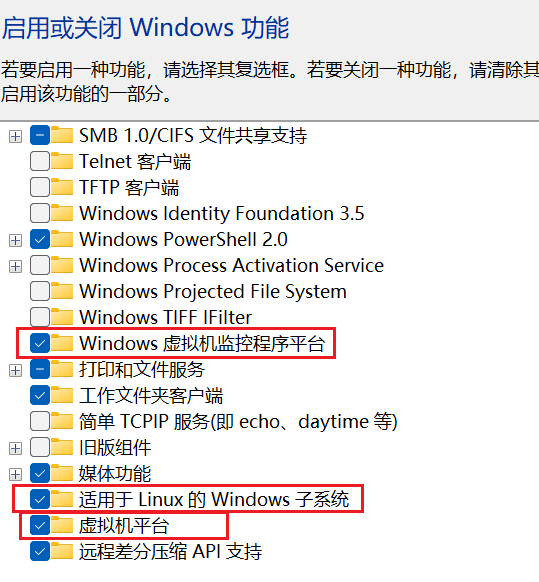 启用或关闭 Windows 功能
若要启用一种功能，请选择其复选框。若要关闭一种功能，请清除其
启用该功能的一部分。
SMB 1.0/CIFS 文件共享支持
Telnet 客户端
TFTP 客户端
Windows Identity Foundation 3.5
Windows PowerShell 2.0
Windows Process Activation Service
Windows Projected File System
Windows TIFF IFilter
Windows 虚拟机监控程序平台
打印和文件服务
工作文件夹客户端
简单 TCPIP 服务(即 echo、daytime 等)
旧版组件
媒体功能
适用于 Linux 的 Windows 子系统
虚拟机平台
远程差分压缩 API 支持